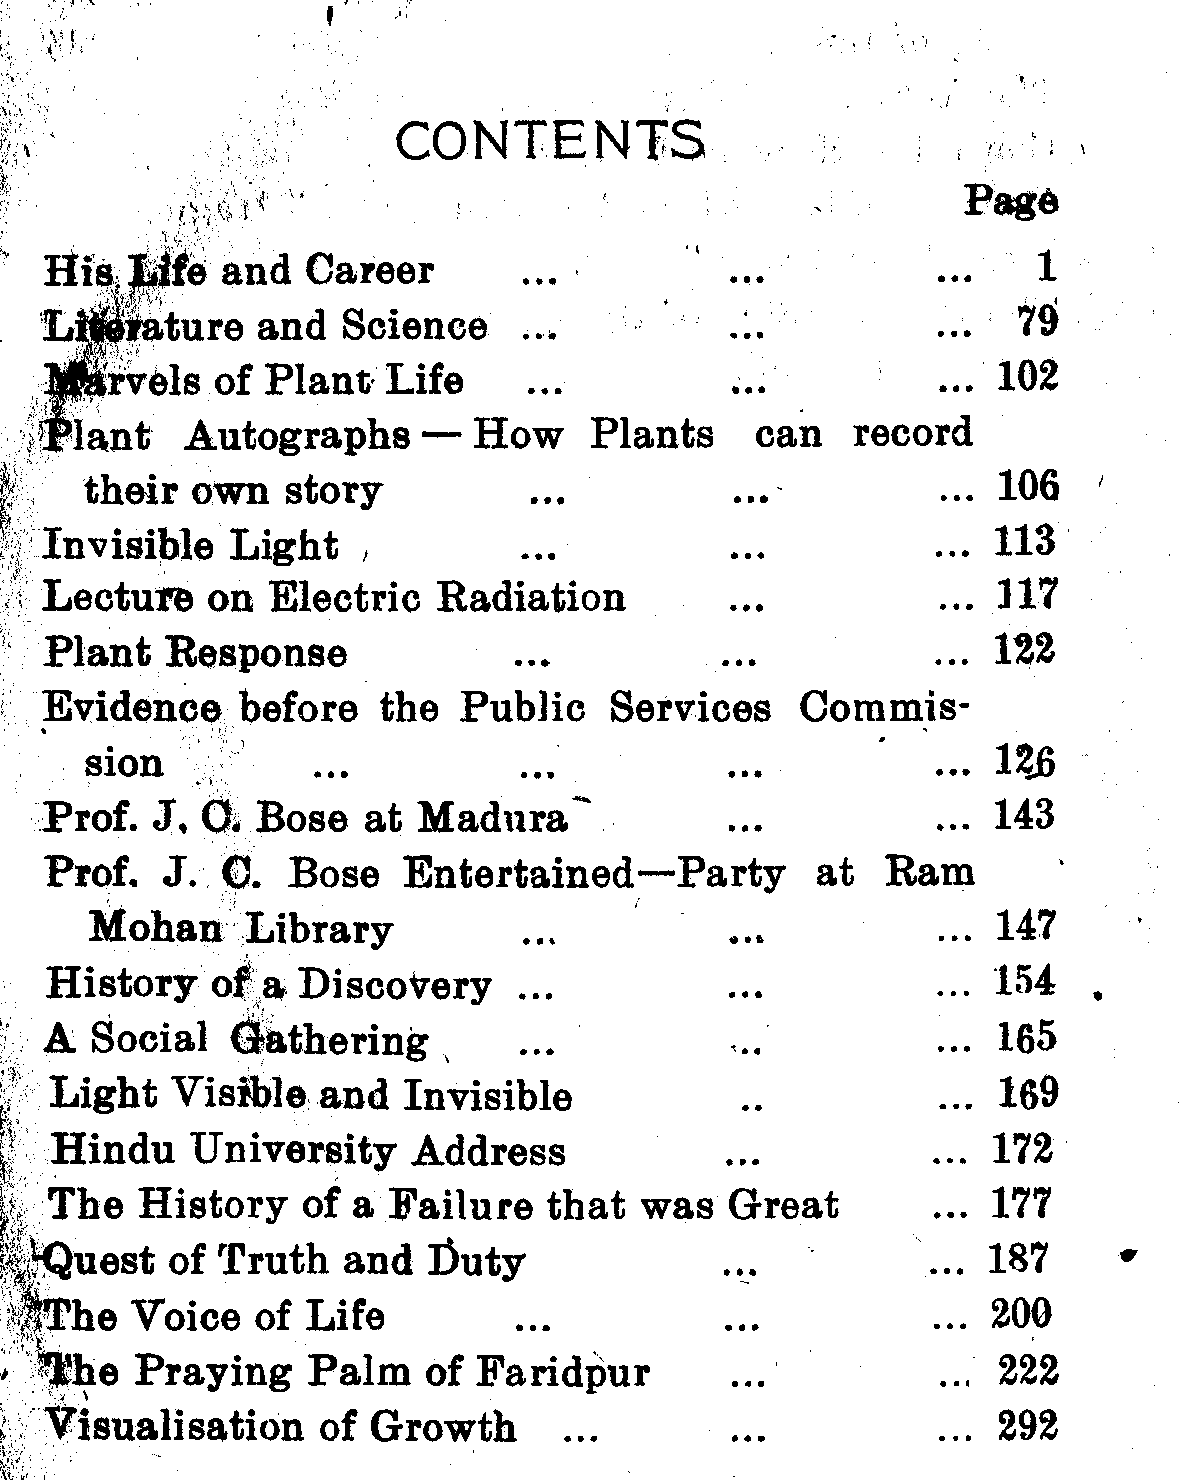 CONTENTS
Page
His Life and Career ... ... ... 1
Literature and Science ... ... ... 79
Marvels of Plant Life ... ... ... 102
Plant Autographs — How Plants can record
their own story ... ... ... 106
Invisible Light ... ... ... 113
Lecture on Electric Radiation ... ... 117
Plant Response ... ... ... 122
Evidence before the Public Services Commis-
sion ... ... ... ... 126
Prof. J. C. Bose at Madura ... ... 143
Prof. J. C. Bose Entertained—Party at Ram
Mohan Library ... ... ... 147
History of a Discovery ... ... ... 154
A Social Gathering ... ... ... 165
Light Visible and Invisible .. ... 169
Hindu University Address ... ... 172
The History of a Failure that was Great ... 177
Quest of Truth and Duty ... ... 187
The Voice of Life ... ... ... 200
The Praying Palm of Faridpur ... ... 222
Visualisation of Growth ... ... ... 292